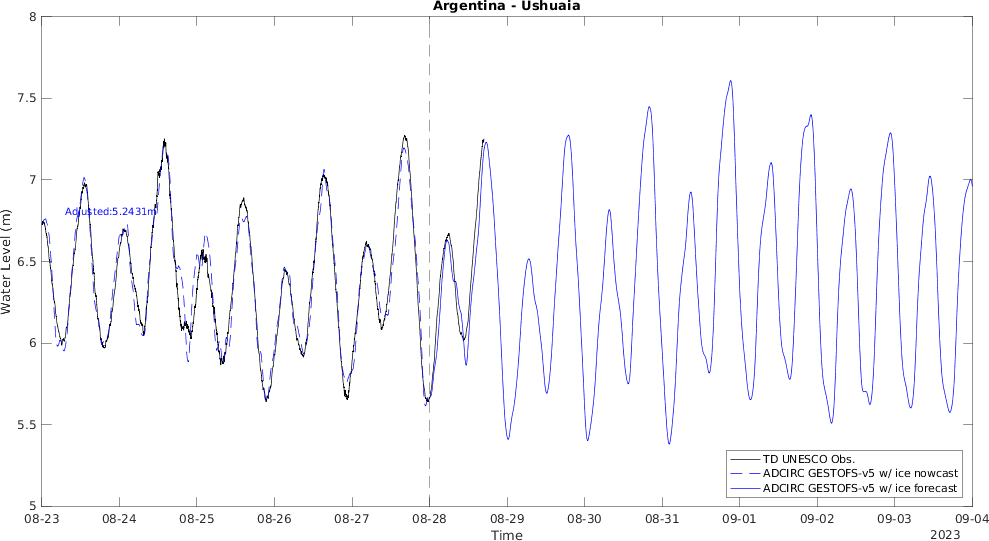 Argentina - Ushuaia
8
7.5
7
6.5
6
5.5
5
Water Level (m)
Adjusted:5.2431m
TD UNESCO Obs.
ADCIRC GESTOFS-v5 w/ ice nowcast
ADCIRC GESTOFS-v5 w/ ice forecast
08-23 08-24 08-25 08-26 08-27 08-28 08-29 08-30 08-31 09-01 09-02 09-03 09-04
Time
2023